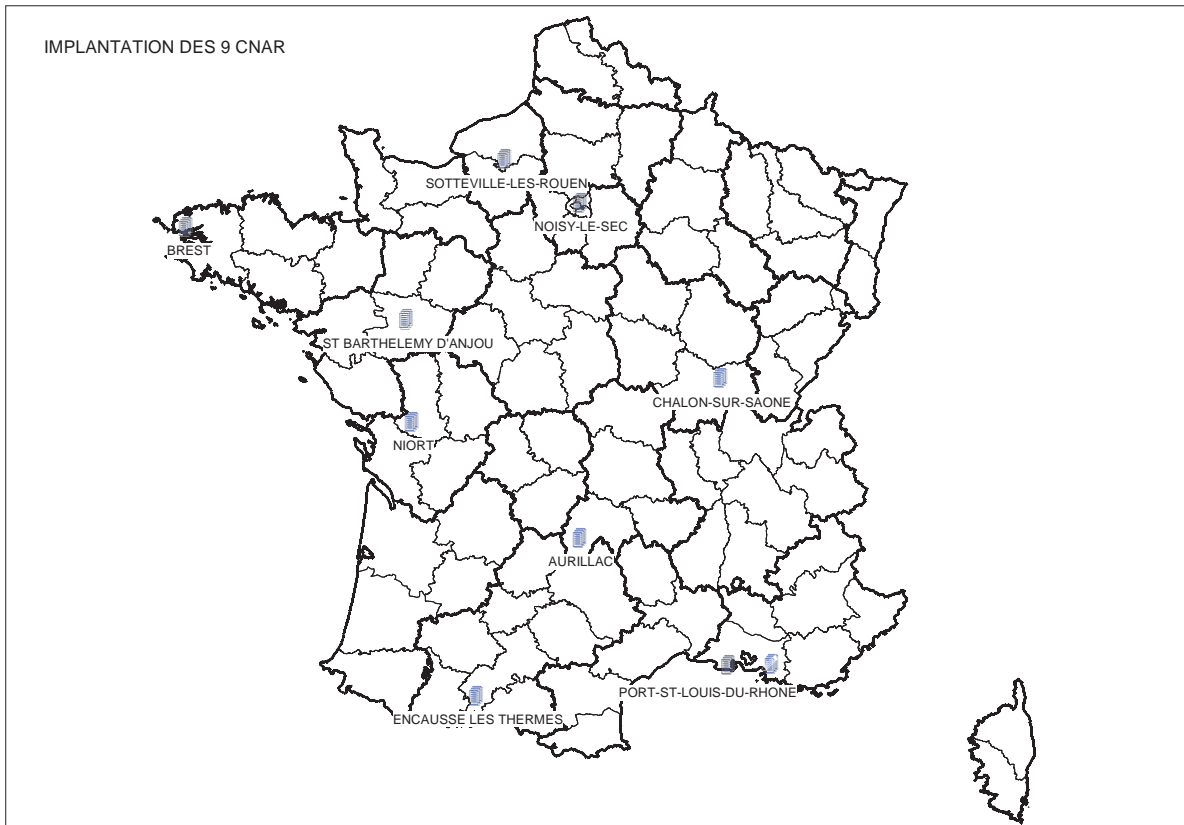 IMPLANTATION DES 9 CNAR
SOTTEVILLE-LES-ROUEN
NOISY-LE-SEC
BREST
ST BARTHELEMY D'ANJOU
CHALON-SUR-SAONE
NIORT
AURILLAC
PORT-ST-LOUIS-DU-RHONE
ENCAUSSE LES THERMES